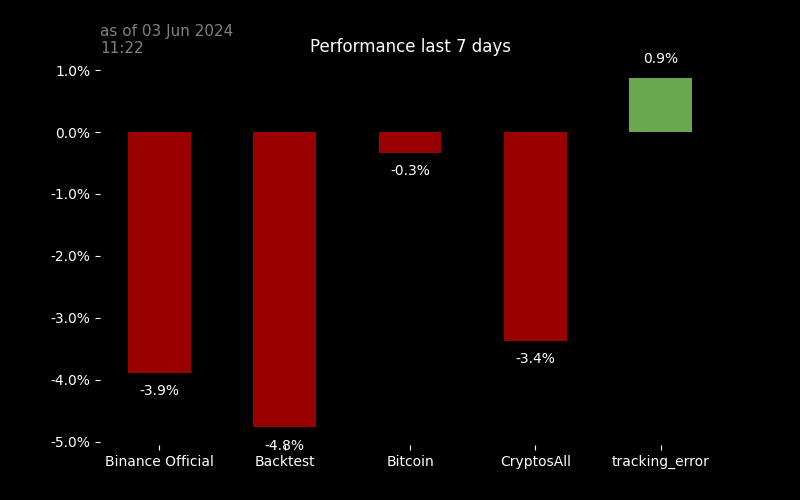 as of 03 Jun 2024
11:22
Performance last 7 days
0.9%
1.0%
0.0%
-0.3%
-1.0%
-2.0%
-3.0%
-3.4%
-4.0%
-3.9%
-5.0%
-4.8%
Binance Official
Backtest
Bitcoin
CryptosAll
tracking_error